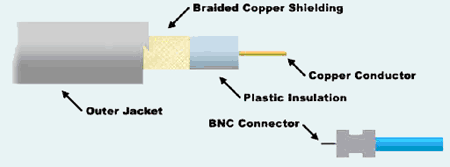 Braided Copper Shielding
Copper Conductor
Plastic Insulation
Outer Jacket
BNC Connector